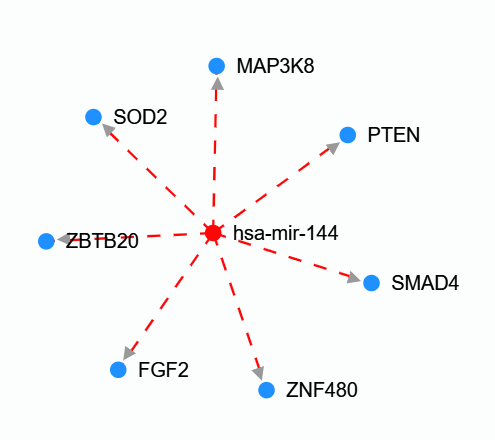 MAP3K8
SOD2
PTEN
hsa-mir-144
ZBTB20
SMAD4
FGF2
ZNF480